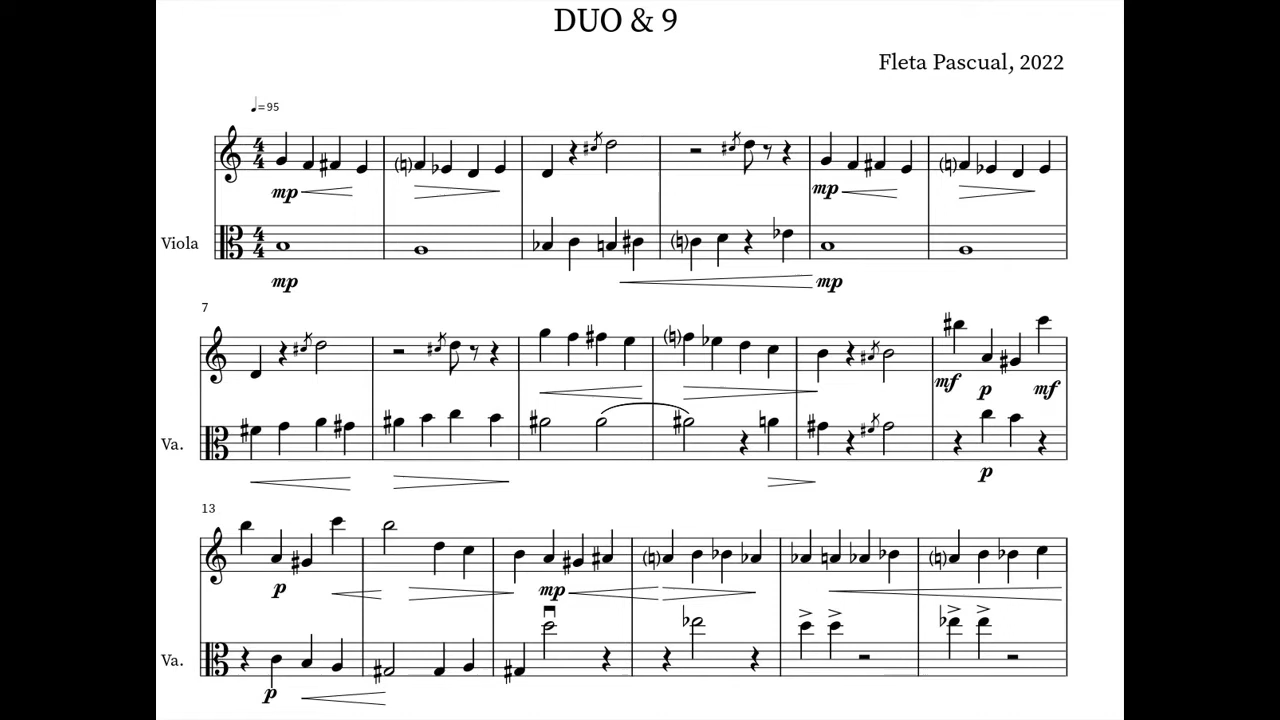 DUO & 9
Fleta Pascual, 2022
♩=95
4/4
mp mp
Viola
4/4
mp mp
7
mf p mf
Va.
p
13
p mp
Va.
p